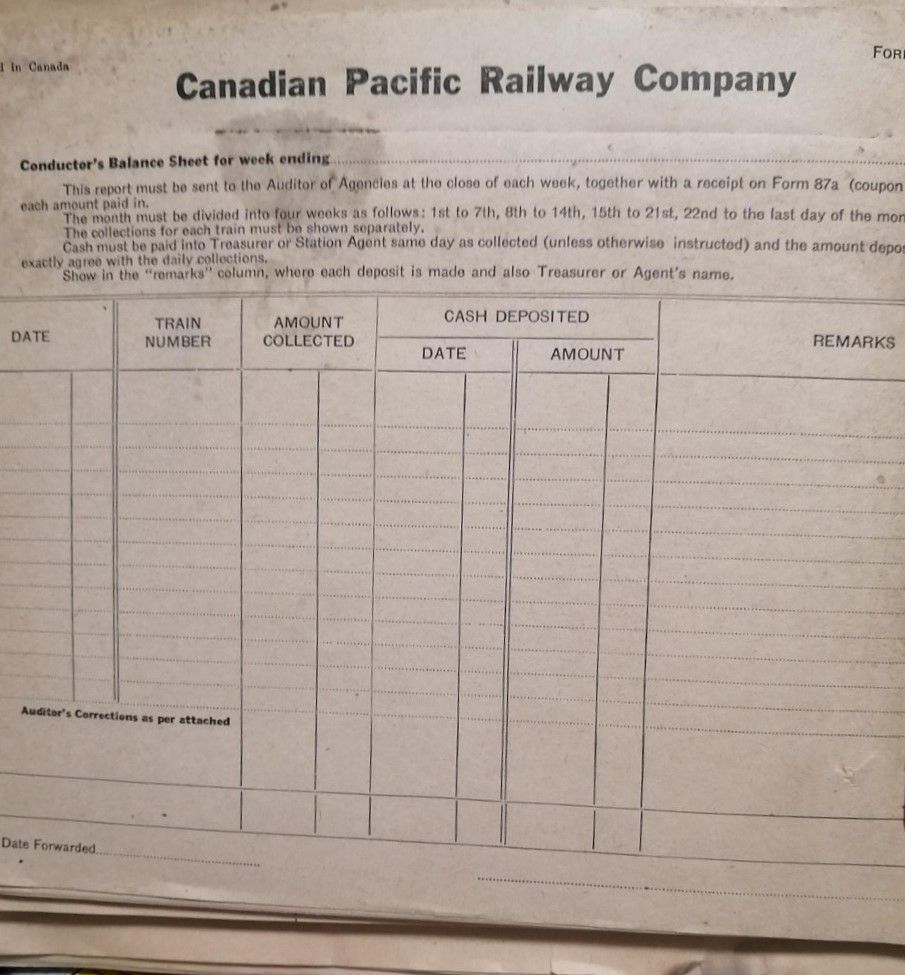 in Canada
Canadian Pacific Railway Company
Conductor's Balance Sheet for week ending
This report must be sent to the Auditor of Agencies at the close of each week, together with a receipt on Form 87a (coupon
each amount paid in.
The month must be divided into four weeks as follows: 1st to 7th, 8th to 14th, 15th to 21st, 22nd to the last day of the
The collections for each train must be shown separately.
Cash must be paid into Treasurer or Station Agent same day as collected (unless otherwise instructed) and the amount
exactly agree with the daily collections.
Show in the "remarks" column, where each deposit is made and also Treasurer or Agent's name.
DATE
TRAIN
NUMBER
AMOUNT
COLLECTED
CASH DEPOSITED
DATE
AMOUNT
REMARKS
Auditor's Corrections as per attached
Date Forwarded